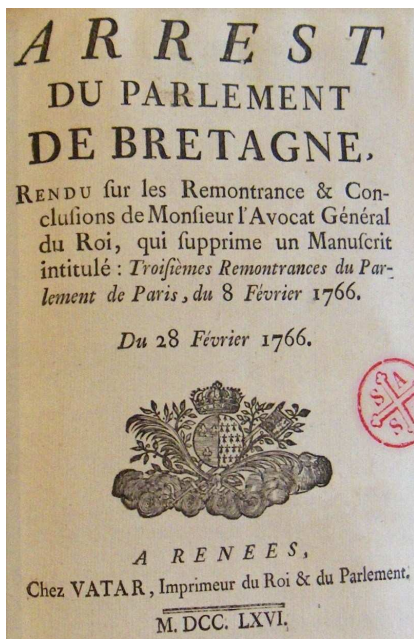 ARREST
DU PARLEMENT
DE BRETAGNE,
RENDU ſur les Remontrance & Con-
cluſions de Monſieur l'Avocat Général
du Roi, qui ſupprime un Manuſcrit
intitulé : Troiſièmes Remontrances du Par-
lement de Paris, du 8 Février 1766.
Du 28 Février 1766.
S A S S
A RENEES,
Chez VATAR, Imprimeur du Roi & du Parlement.
M. DCC. LXVI.